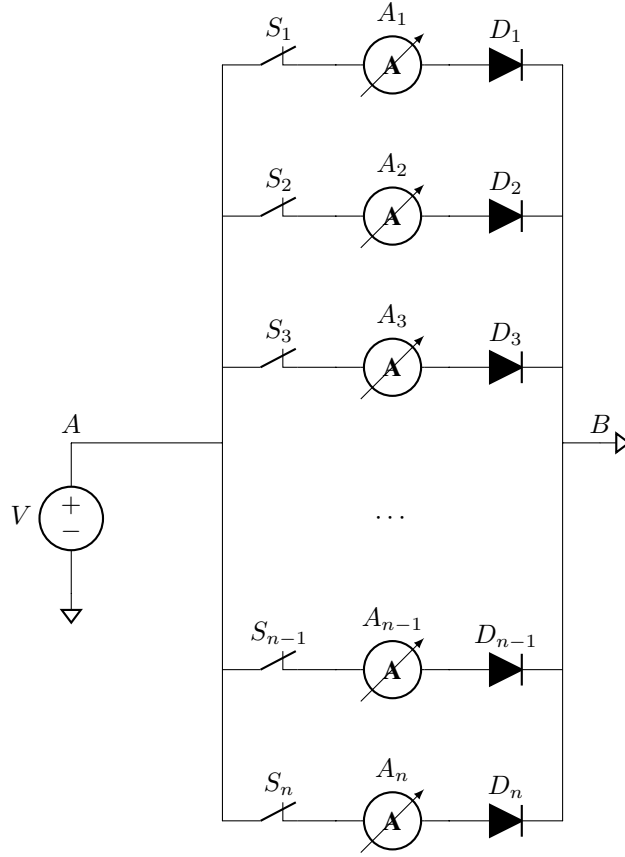 S₁ A₁ D₁
A
S₂ A₂ D₂
A
S₃ A₃ D₃
A
A B
V + −
...
Sₙ₋₁ Aₙ₋₁ Dₙ₋₁
A
Sₙ Aₙ Dₙ
A